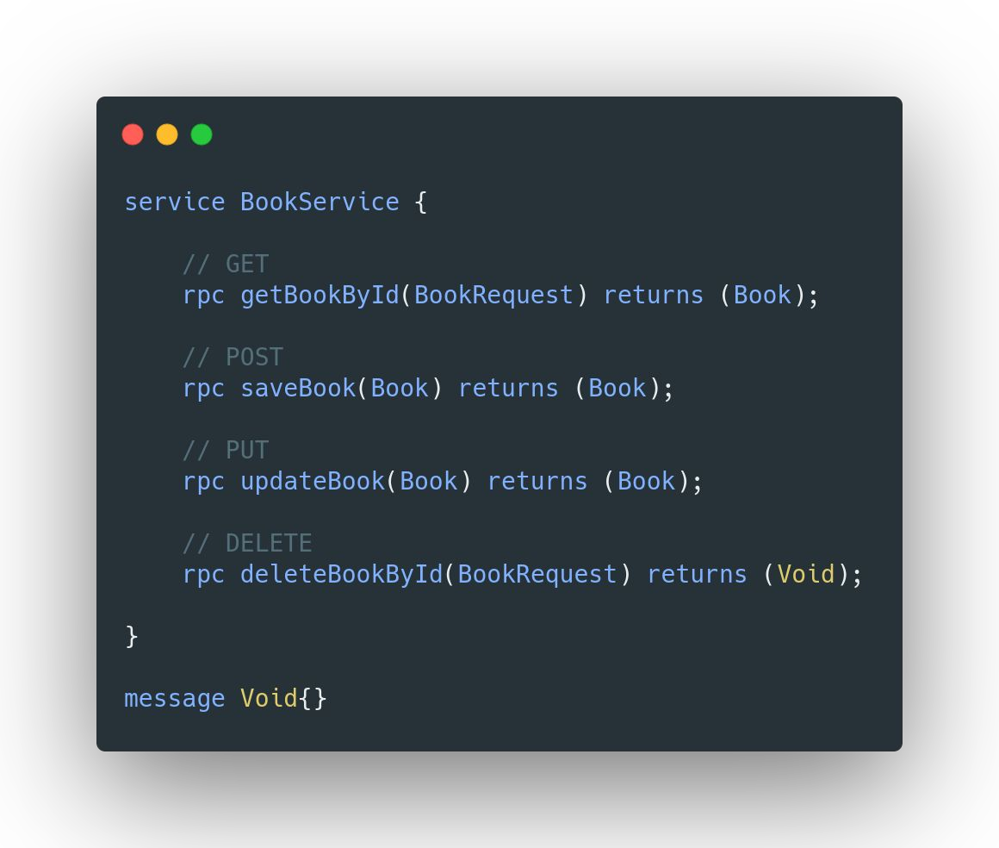 service BookService {
// GET
rpc getBookById(BookRequest) returns (Book);
// POST
rpc saveBook(Book) returns (Book);
// PUT
rpc updateBook(Book) returns (Book);
// DELETE
rpc deleteBookById(BookRequest) returns (Void);
}
message Void{}